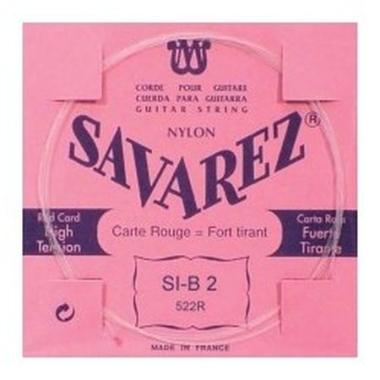 CORDE POUR GUITARE
CUERDA PARA GUITARRA
GUITAR STRING
NYLON
SAVAREZ®
Red Card
High
Tension
Carte Rouge = Fort tirant
Carta Roja
Fuerte
Tirante
SI-B 2
522R
MADE IN FRANCE